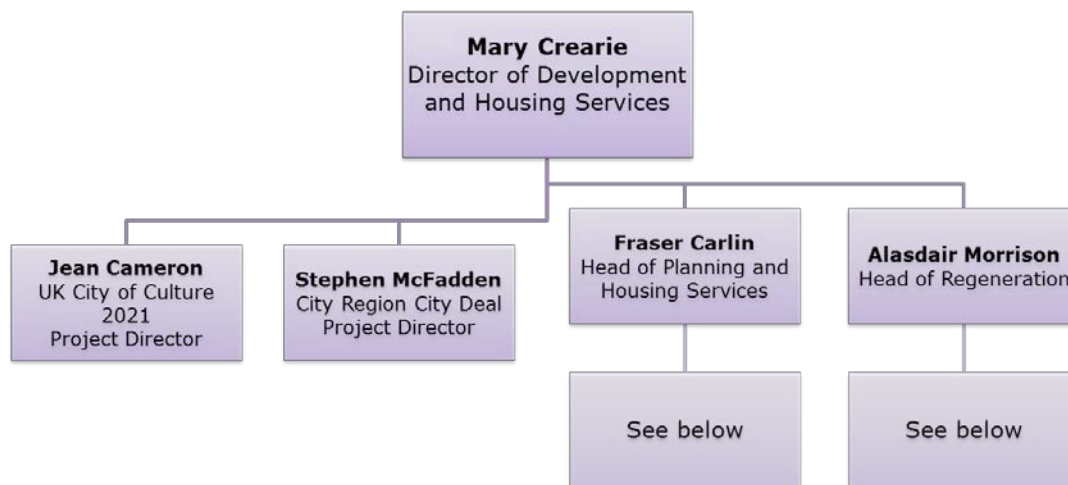 Mary Crearie
Director of Development
and Housing Services
Jean Cameron
UK City of Culture
2021
Project Director
Stephen McFadden
City Region City Deal
Project Director
Fraser Carlin
Head of Planning and
Housing Services
Alasdair Morrison
Head of Regeneration
See below
See below